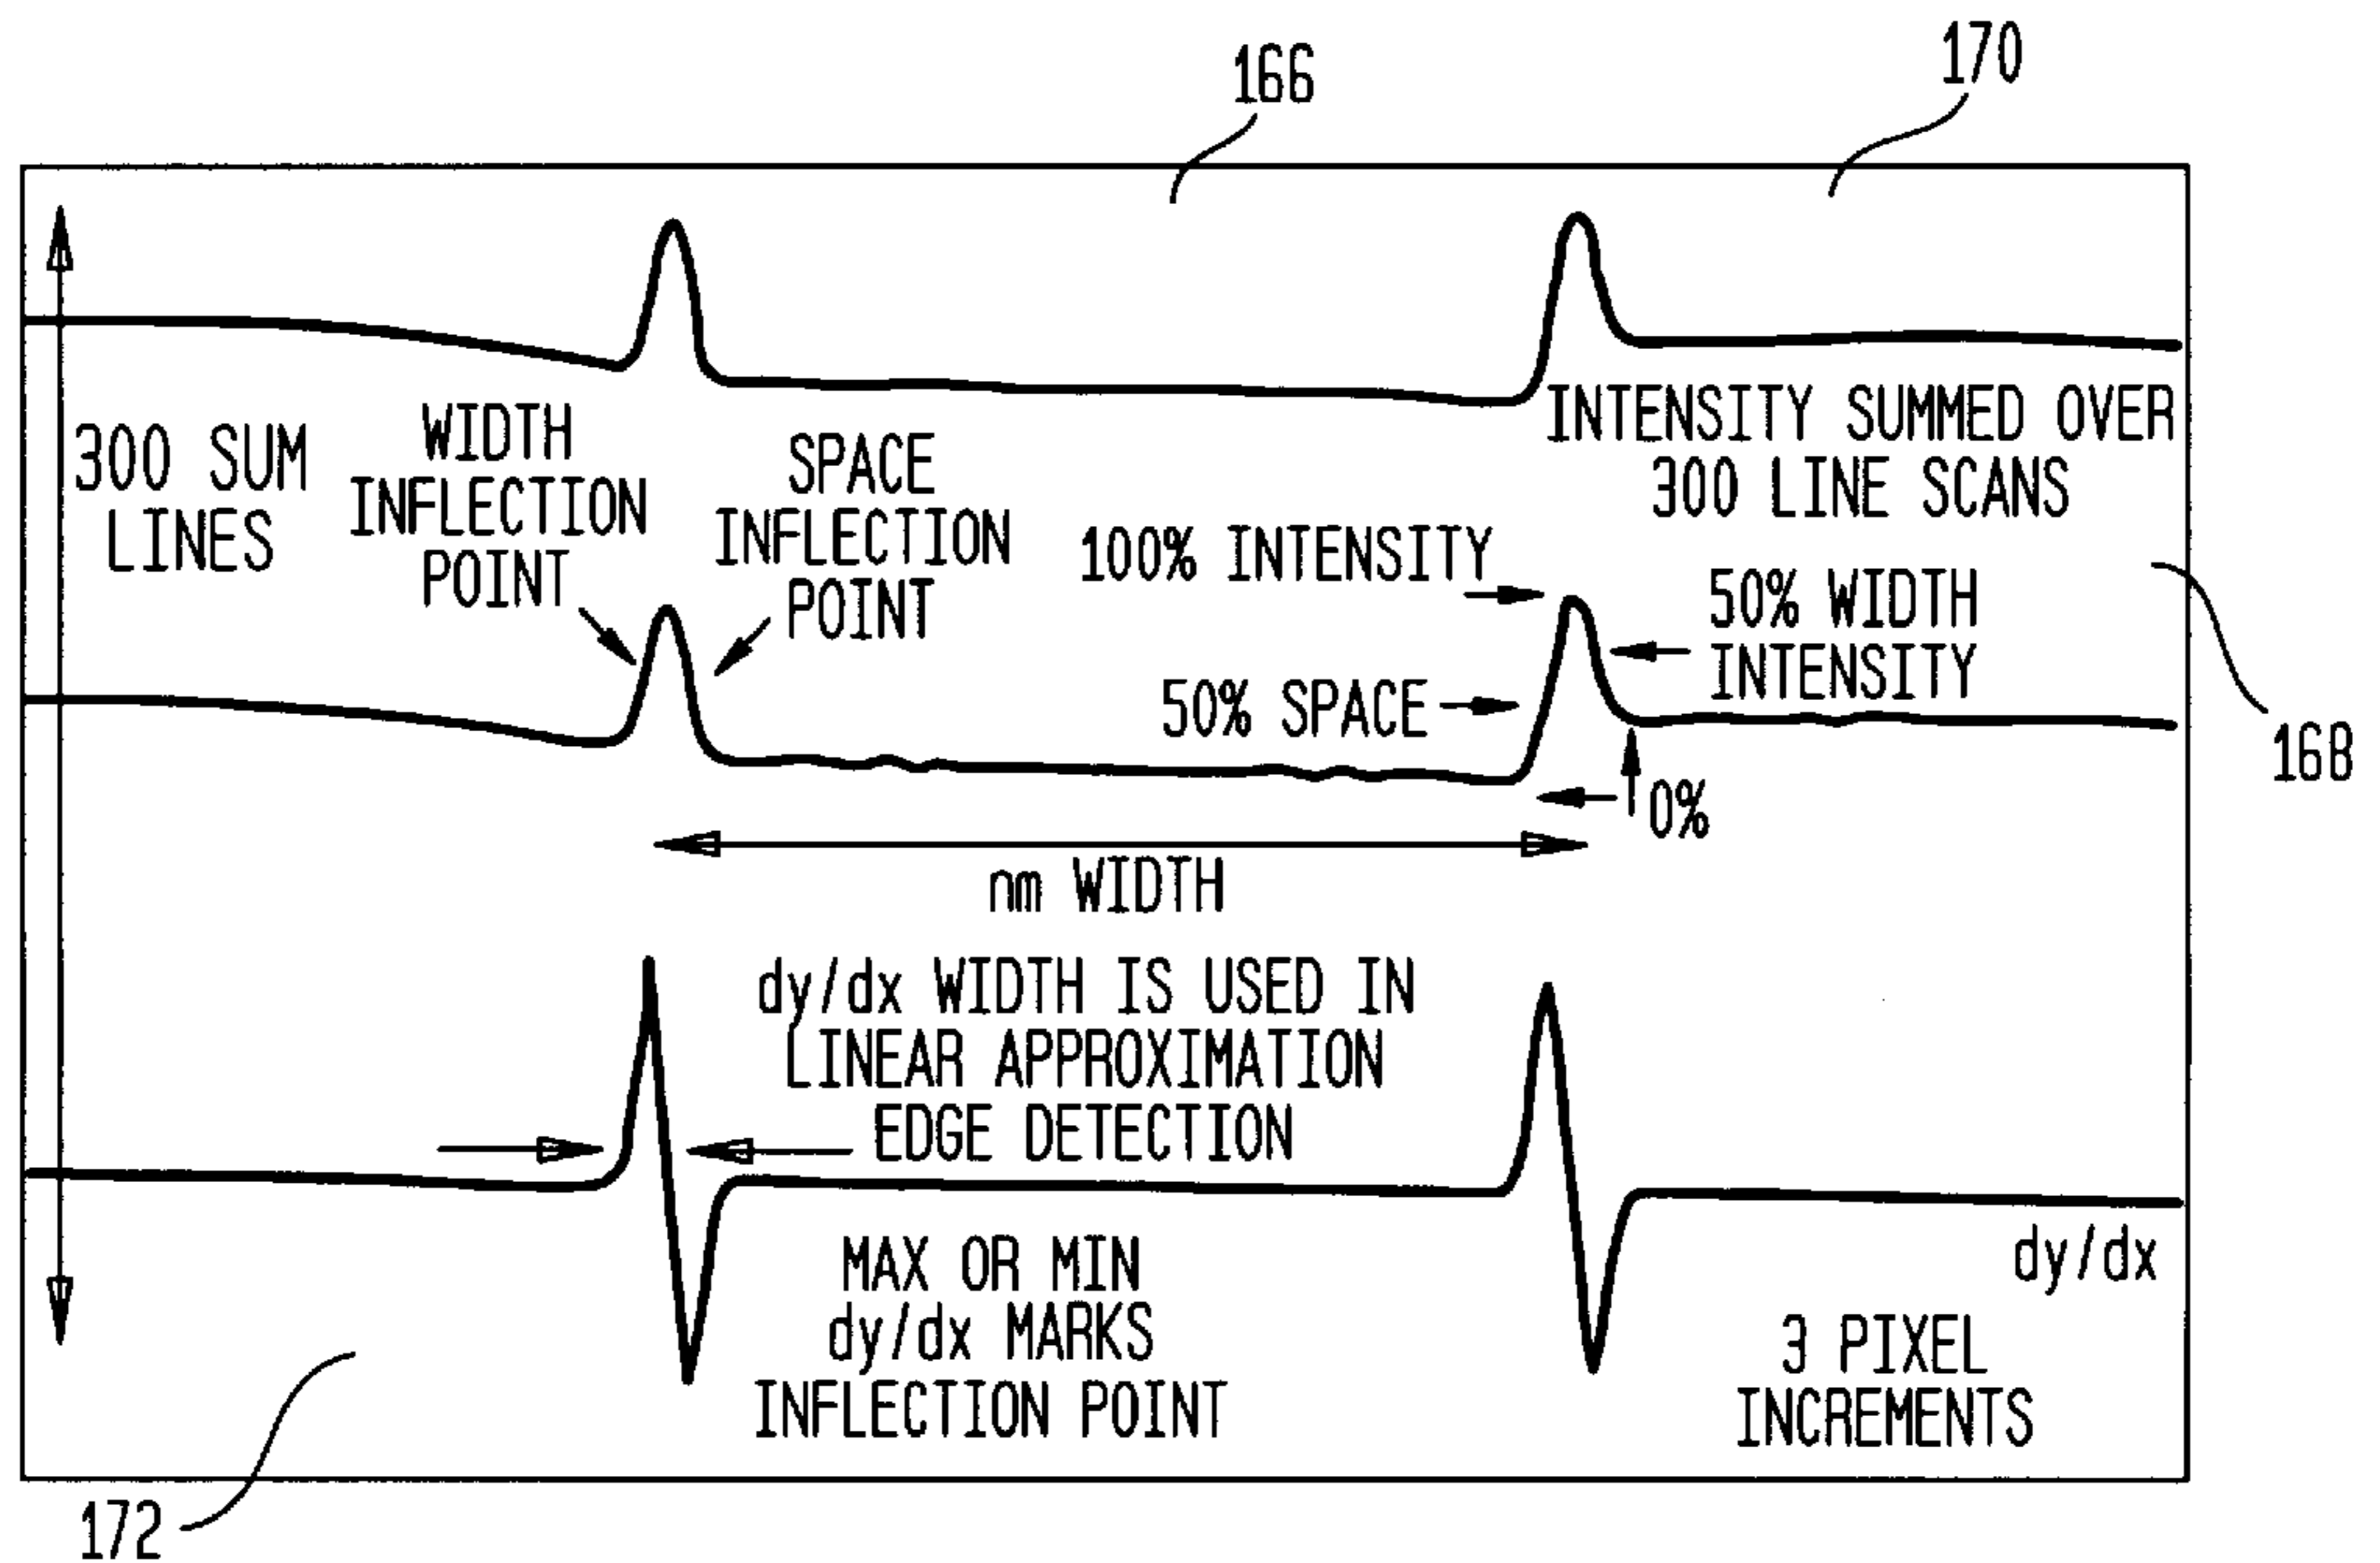 166
170
300 SUM
LINES
WIDTH
INFLECTION
POINT
SPACE
INFLECTION
POINT
INTENSITY SUMMED OVER
300 LINE SCANS
100% INTENSITY
50% WIDTH
INTENSITY
50% SPACE
168
0%
nm WIDTH
dy/dx WIDTH IS USED IN
LINEAR APPROXIMATION
EDGE DETECTION
MAX OR MIN
dy/dx MARKS
INFLECTION POINT
dy/dx
3 PIXEL
INCREMENTS
172